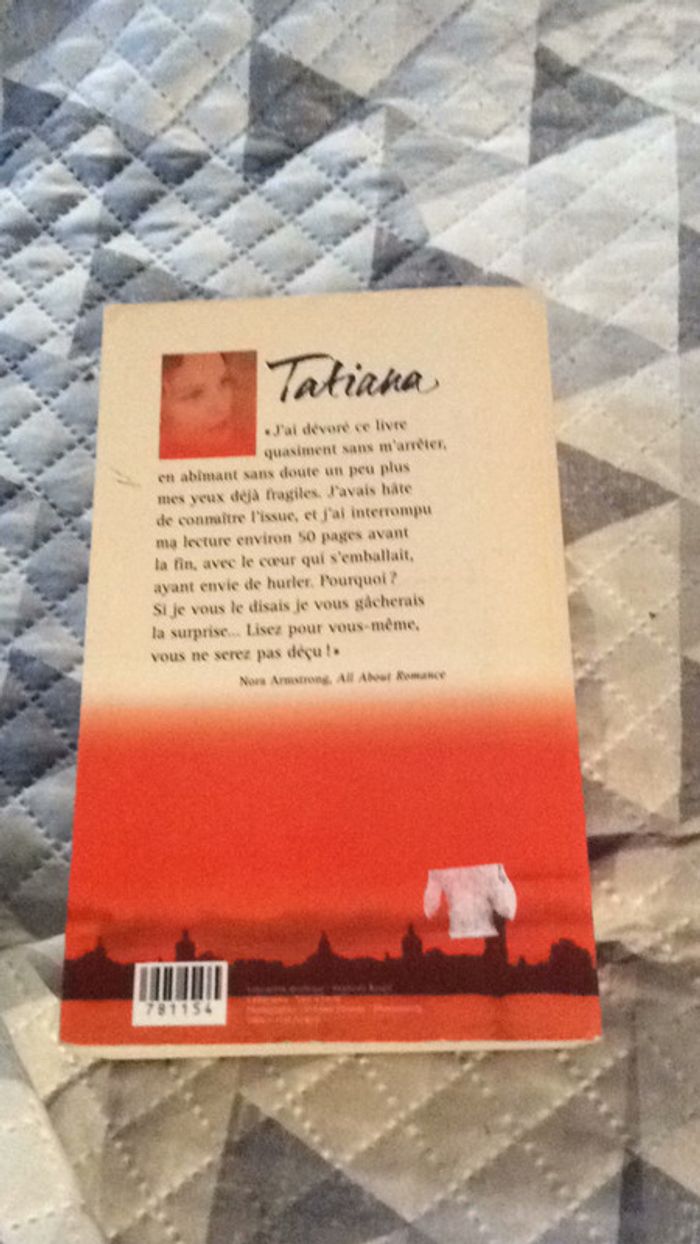 Tatiana
« J'ai dévoré ce livre
quasiment sans m'arrêter,
en abîmant sans doute un peu plus
mes yeux déjà fragiles. J'avais hâte
de connaître l'issue, et j'ai interrompu
ma lecture environ 50 pages avant
la fin, avec le cœur qui s'emballait,
ayant envie de hurler. Pourquoi ?
Si je vous le disais je vous gâcherais
la surprise... Lisez pour vous-même,
vous ne serez pas déçu ! »
Nora Armstrong, All About Romance
781154